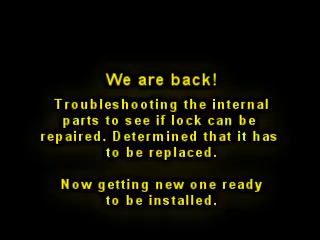 We are back!
Troubleshooting the internal
parts to see if lock can be
repaired. Determined that it has
to be replaced.
Now getting new one ready
to be installed.